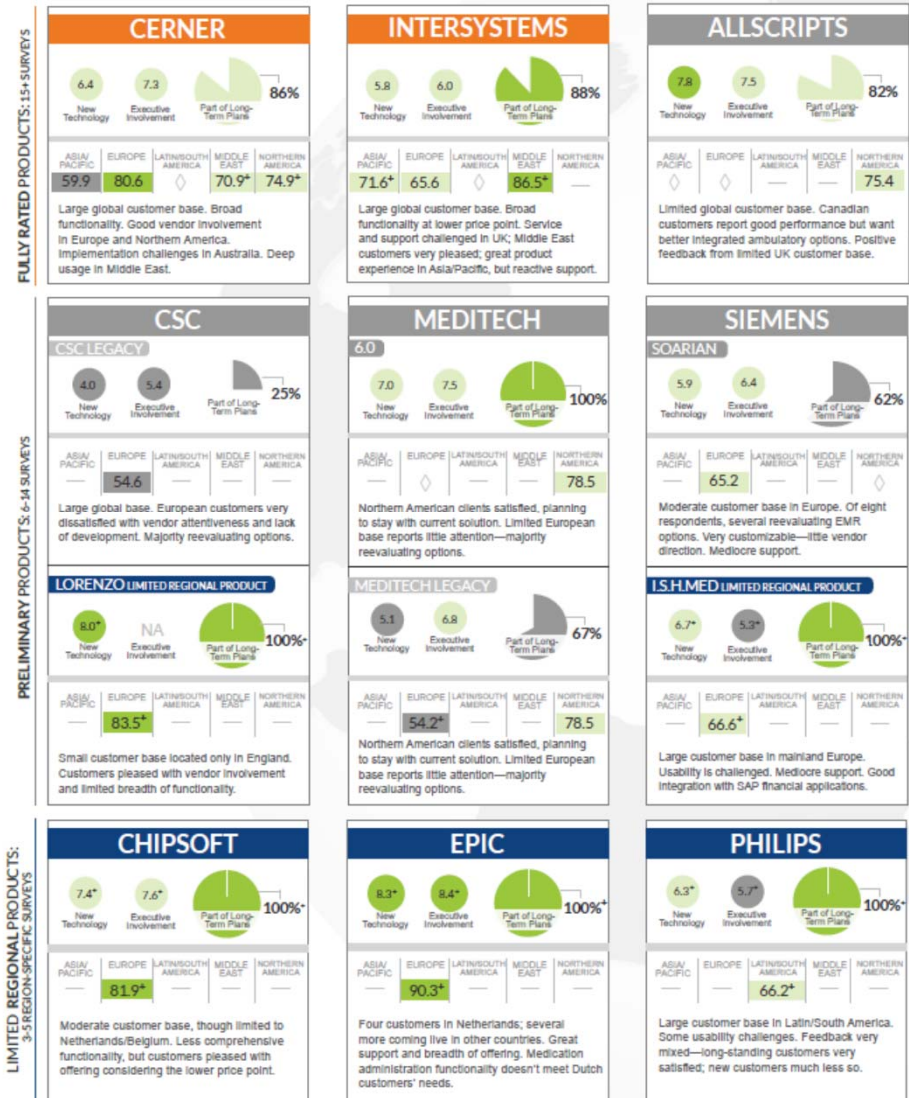 FULLY RATED PRODUCTS: 15+ SURVEYS
CERNER
6.4
New
Technology
7.3
Executive
Involvement
Part of Long-
Term Plans
86%
ASIA/
PACIFIC
EUROPE
LATIN/SOUTH
AMERICA
MIDDLE
EAST
NORTHERN
AMERICA
59.9
80.6
◊
70.9+
74.9+
Large global customer base. Broad
functionality. Good vendor involvement
in Europe and Northern America.
Implementation challenges in Australia. Deep
usage in Middle East.
INTERSYSTEMS
5.8
New
Technology
6.0
Executive
Involvement
Part of Long-
Term Plans
88%
ASIA/
PACIFIC
EUROPE
LATIN/SOUTH
AMERICA
MIDDLE
EAST
NORTHERN
AMERICA
71.6+
65.6
◊
86.5+
—
Large global customer base. Broad
functionality at lower price point. Service
and support challenged in UK; Middle East
customers very pleased; great product
experience in Asia/Pacific, but reactive support.
ALLSCRIPTS
7.8
New
Technology
7.5
Executive
Involvement
Part of Long-
Term Plans
82%
ASIA/
PACIFIC
EUROPE
LATIN/SOUTH
AMERICA
MIDDLE
EAST
NORTHERN
AMERICA
◊
◊
—
—
75.4
Limited global customer base. Canadian
customers report good performance but want
better integrated ambulatory options. Positive
feedback from limited UK customer base.
PRELIMINARY PRODUCTS: 6-14 SURVEYS
CSC
CSC LEGACY
4.0
New
Technology
5.4
Executive
Involvement
Part of Long-
Term Plans
25%
ASIA/
PACIFIC
EUROPE
LATIN/SOUTH
AMERICA
MIDDLE
EAST
NORTHERN
AMERICA
—
54.6
—
—
—
Large global base. European customers very
dissatisfied with vendor attentiveness and lack
of development. Majority reevaluating options.
LORENZO LIMITED REGIONAL PRODUCT
8.0+
New
Technology
NA
Executive
Involvement
Part of Long-
Term Plans
100%+
ASIA/
PACIFIC
EUROPE
LATIN/SOUTH
AMERICA
MIDDLE
EAST
NORTHERN
AMERICA
—
83.5+
—
—
—
Small customer base located only in England.
Customers pleased with vendor involvement
and limited breadth of functionality.
MEDITECH
6.0
7.0
New
Technology
7.5
Executive
Involvement
Part of Long-
Term Plans
100%
ASIA/
PACIFIC
EUROPE
LATIN/SOUTH
AMERICA
MIDDLE
EAST
NORTHERN
AMERICA
—
◊
—
—
78.5
Northern American clients satisfied, planning
to stay with current solution. Limited European
base reports little attention—majority
reevaluating options.
MEDITECH LEGACY
5.1
New
Technology
6.8
Executive
Involvement
Part of Long-
Term Plans
67%
ASIA/
PACIFIC
EUROPE
LATIN/SOUTH
AMERICA
MIDDLE
EAST
NORTHERN
AMERICA
—
54.2+
—
—
78.5
Northern American clients satisfied, planning
to stay with current solution. Limited European
base reports little attention—majority
reevaluating options.
SIEMENS
SOARIAN
5.9
New
Technology
6.4
Executive
Involvement
Part of Long-
Term Plans
62%
ASIA/
PACIFIC
EUROPE
LATIN/SOUTH
AMERICA
MIDDLE
EAST
NORTHERN
AMERICA
—
65.2
—
—
◊
Moderate customer base in Europe. Of eight
respondents, several reevaluating EMR
options. Very customizable—little vendor
direction. Mediocre support.
I.S.H.MED LIMITED REGIONAL PRODUCT
6.7+
New
Technology
5.3+
Executive
Involvement
Part of Long-
Term Plans
100%+
ASIA/
PACIFIC
EUROPE
LATIN/SOUTH
AMERICA
MIDDLE
EAST
NORTHERN
AMERICA
—
66.6+
—
—
—
Large customer base in mainland Europe.
Usability is challenged. Mediocre support. Good
integration with SAP financial applications.
LIMITED REGIONAL PRODUCTS:
3-5 REGION-SPECIFIC SURVEYS
CHIPSOFT
7.4+
New
Technology
7.6+
Executive
Involvement
Part of Long-
Term Plans
100%+
ASIA/
PACIFIC
EUROPE
LATIN/SOUTH
AMERICA
MIDDLE
EAST
NORTHERN
AMERICA
—
81.9+
—
—
—
Moderate customer base, though limited to
Netherlands/Belgium. Less comprehensive
functionality, but customers pleased with
offering considering the lower price point.
EPIC
8.3+
New
Technology
8.4+
Executive
Involvement
Part of Long-
Term Plans
100%+
ASIA/
PACIFIC
EUROPE
LATIN/SOUTH
AMERICA
MIDDLE
EAST
NORTHERN
AMERICA
—
90.3+
—
—
—
Four customers in Netherlands; several
more coming live in other countries. Great
support and breadth of offering. Medication
administration functionality doesn't meet Dutch
customers' needs.
PHILIPS
6.3+
New
Technology
5.7+
Executive
Involvement
Part of Long-
Term Plans
100%+
ASIA/
PACIFIC
EUROPE
LATIN/SOUTH
AMERICA
MIDDLE
EAST
NORTHERN
AMERICA
—
—
66.2+
—
—
Large customer base in Latin/South America.
Some usability challenges. Feedback very
mixed—long-standing customers very
satisfied; new customers much less so.